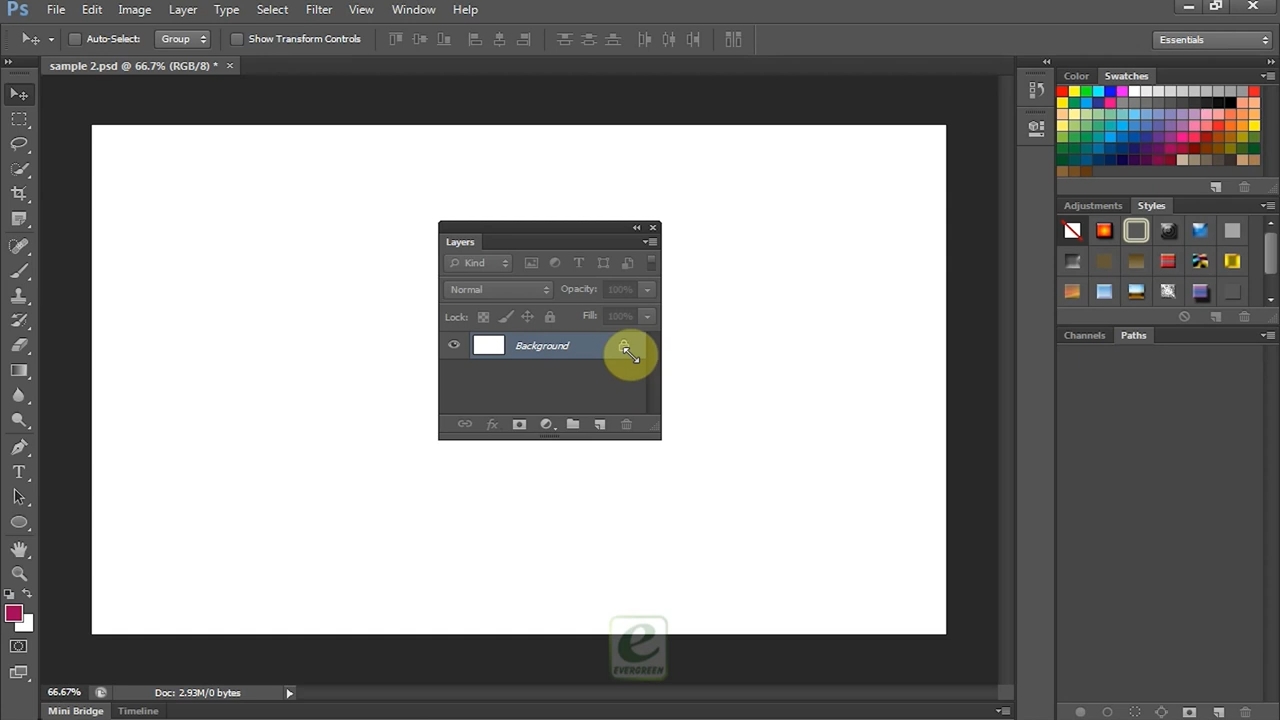 Ps File Edit Image Layer Type Select Filter View Window Help
Auto-Select: Group Show Transform Controls Essentials
sample 2.psd @ 66.7% (RGB/8) * ×
Color Swatches
Adjustments Styles
Layers
Kind
Normal Opacity: 100%
Lock: Fill: 100%
Background
fx
Channels Paths
T
e
EVERGREEN
66.67% Doc: 2.93M/0 bytes
Mini Bridge Timeline